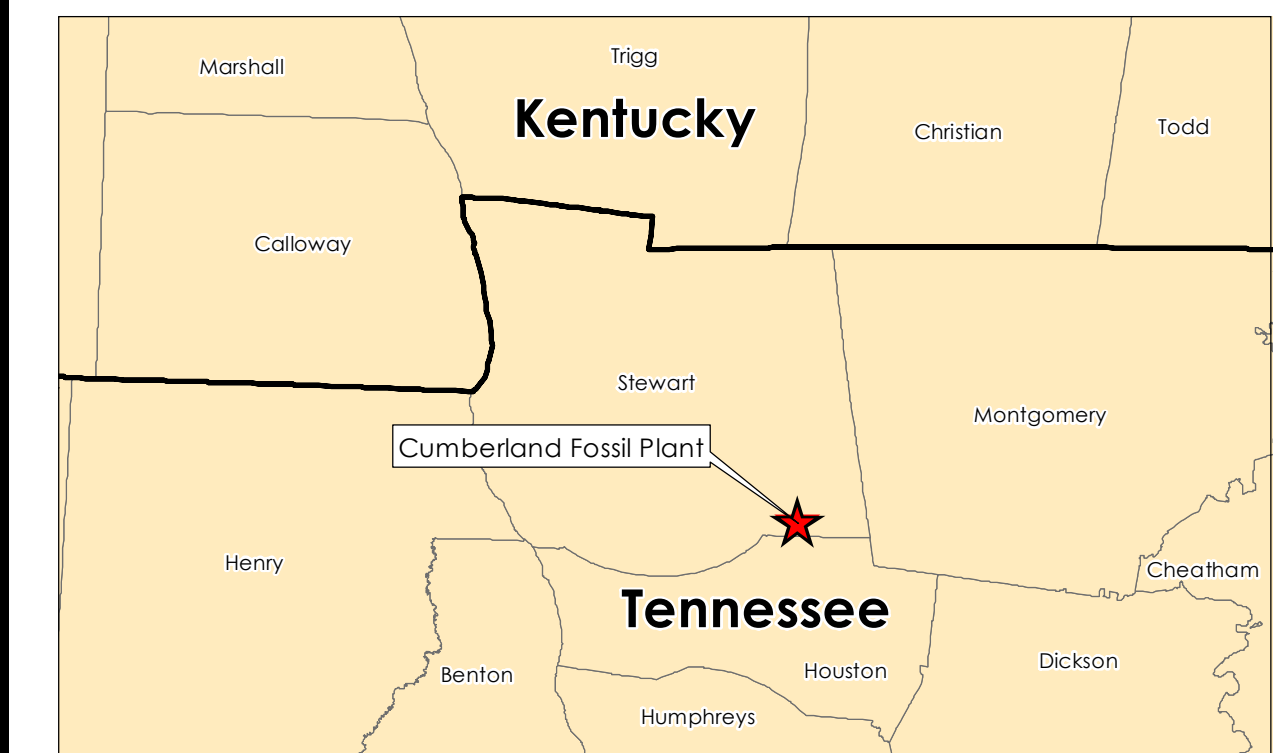 Marshall
Trigg
Kentucky
Christian
Todd
Calloway
Stewart
Montgomery
Cumberland Fossil Plant
Henry
Cheatham
Tennessee
Benton
Houston
Dickson
Humphreys